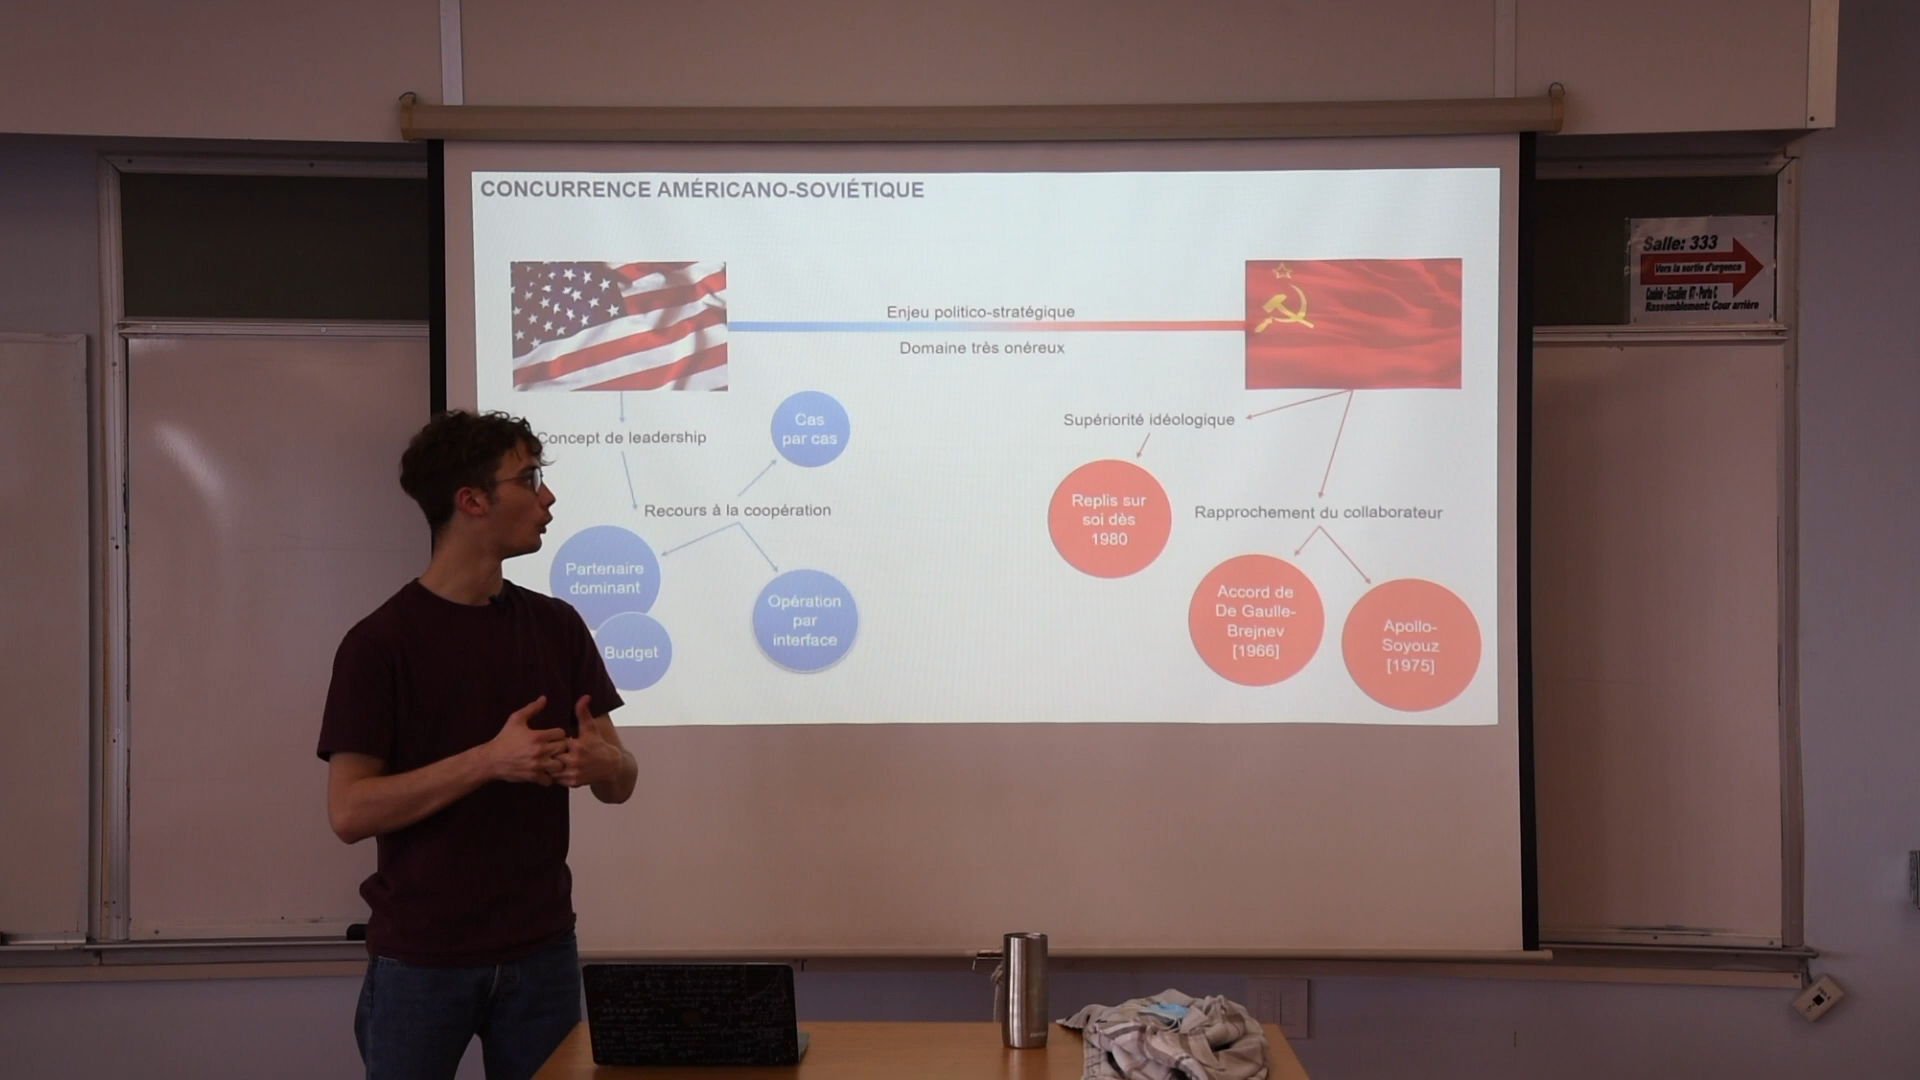 CONCURRENCE AMÉRICANO-SOVIÉTIQUE
Enjeu politico-stratégique
Domaine très onéreux
Concept de leadership
Cas
par cas
Recours à la coopération
Partenaire
dominant
Budget
Opération
par
interface
Supériorité idéologique
Replis sur
soi dès
1980
Rapprochement du collaborateur
Accord de
De Gaulle-
Brejnev
[1966]
Apollo-
Soyouz
[1975]
Salle: 333
Vers la sortie d'urgence
Rassemblement: Cour arrière